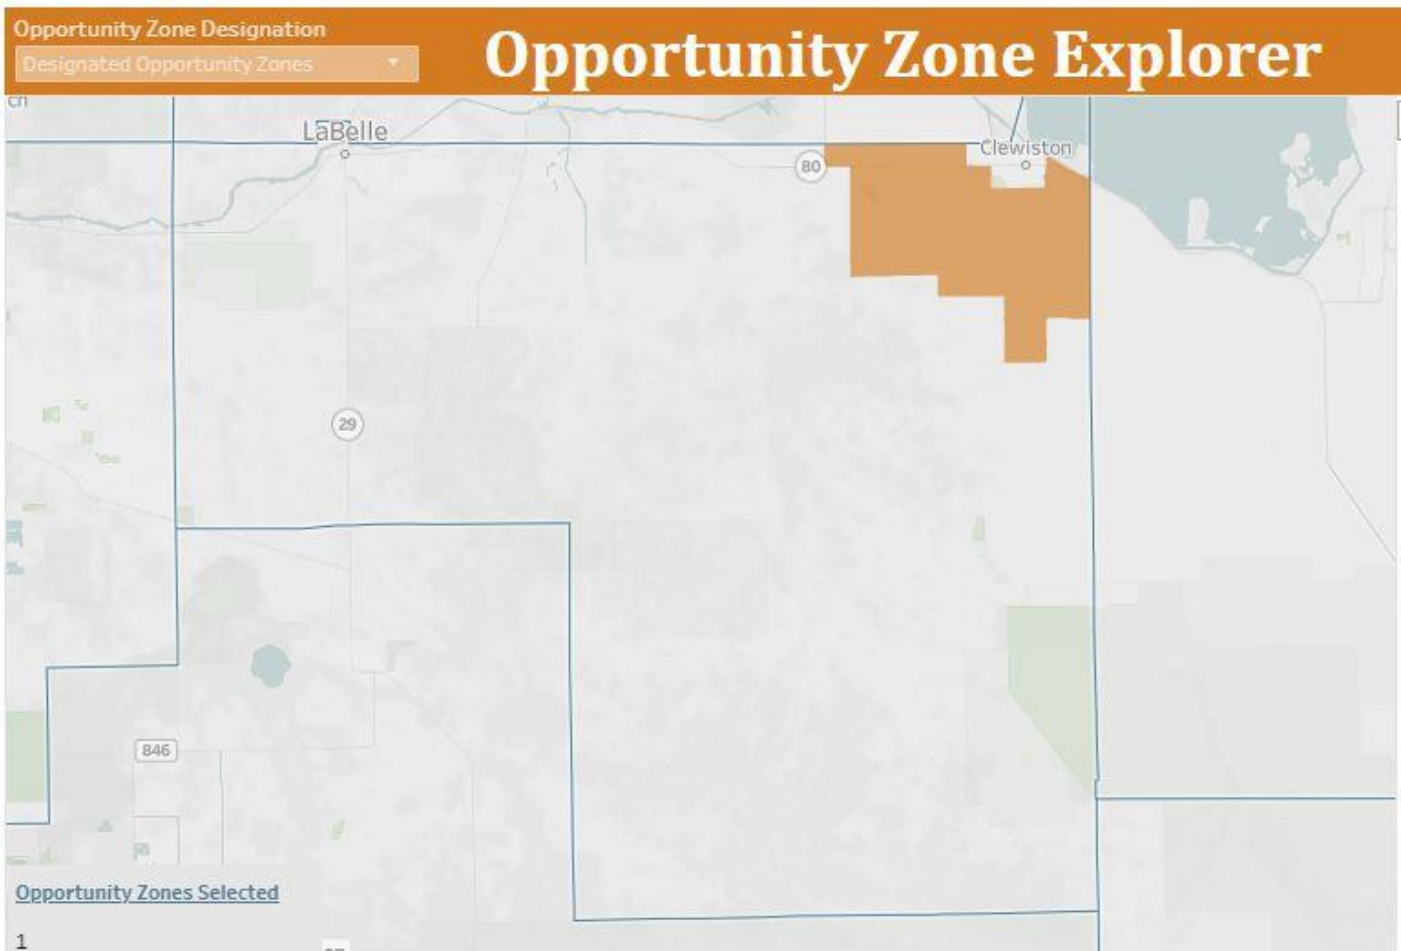 Opportunity Zone Designation
Designated Opportunity Zones
Opportunity Zone Explorer
LaBelle
Clewiston
80
29
846
Opportunity Zones Selected
1